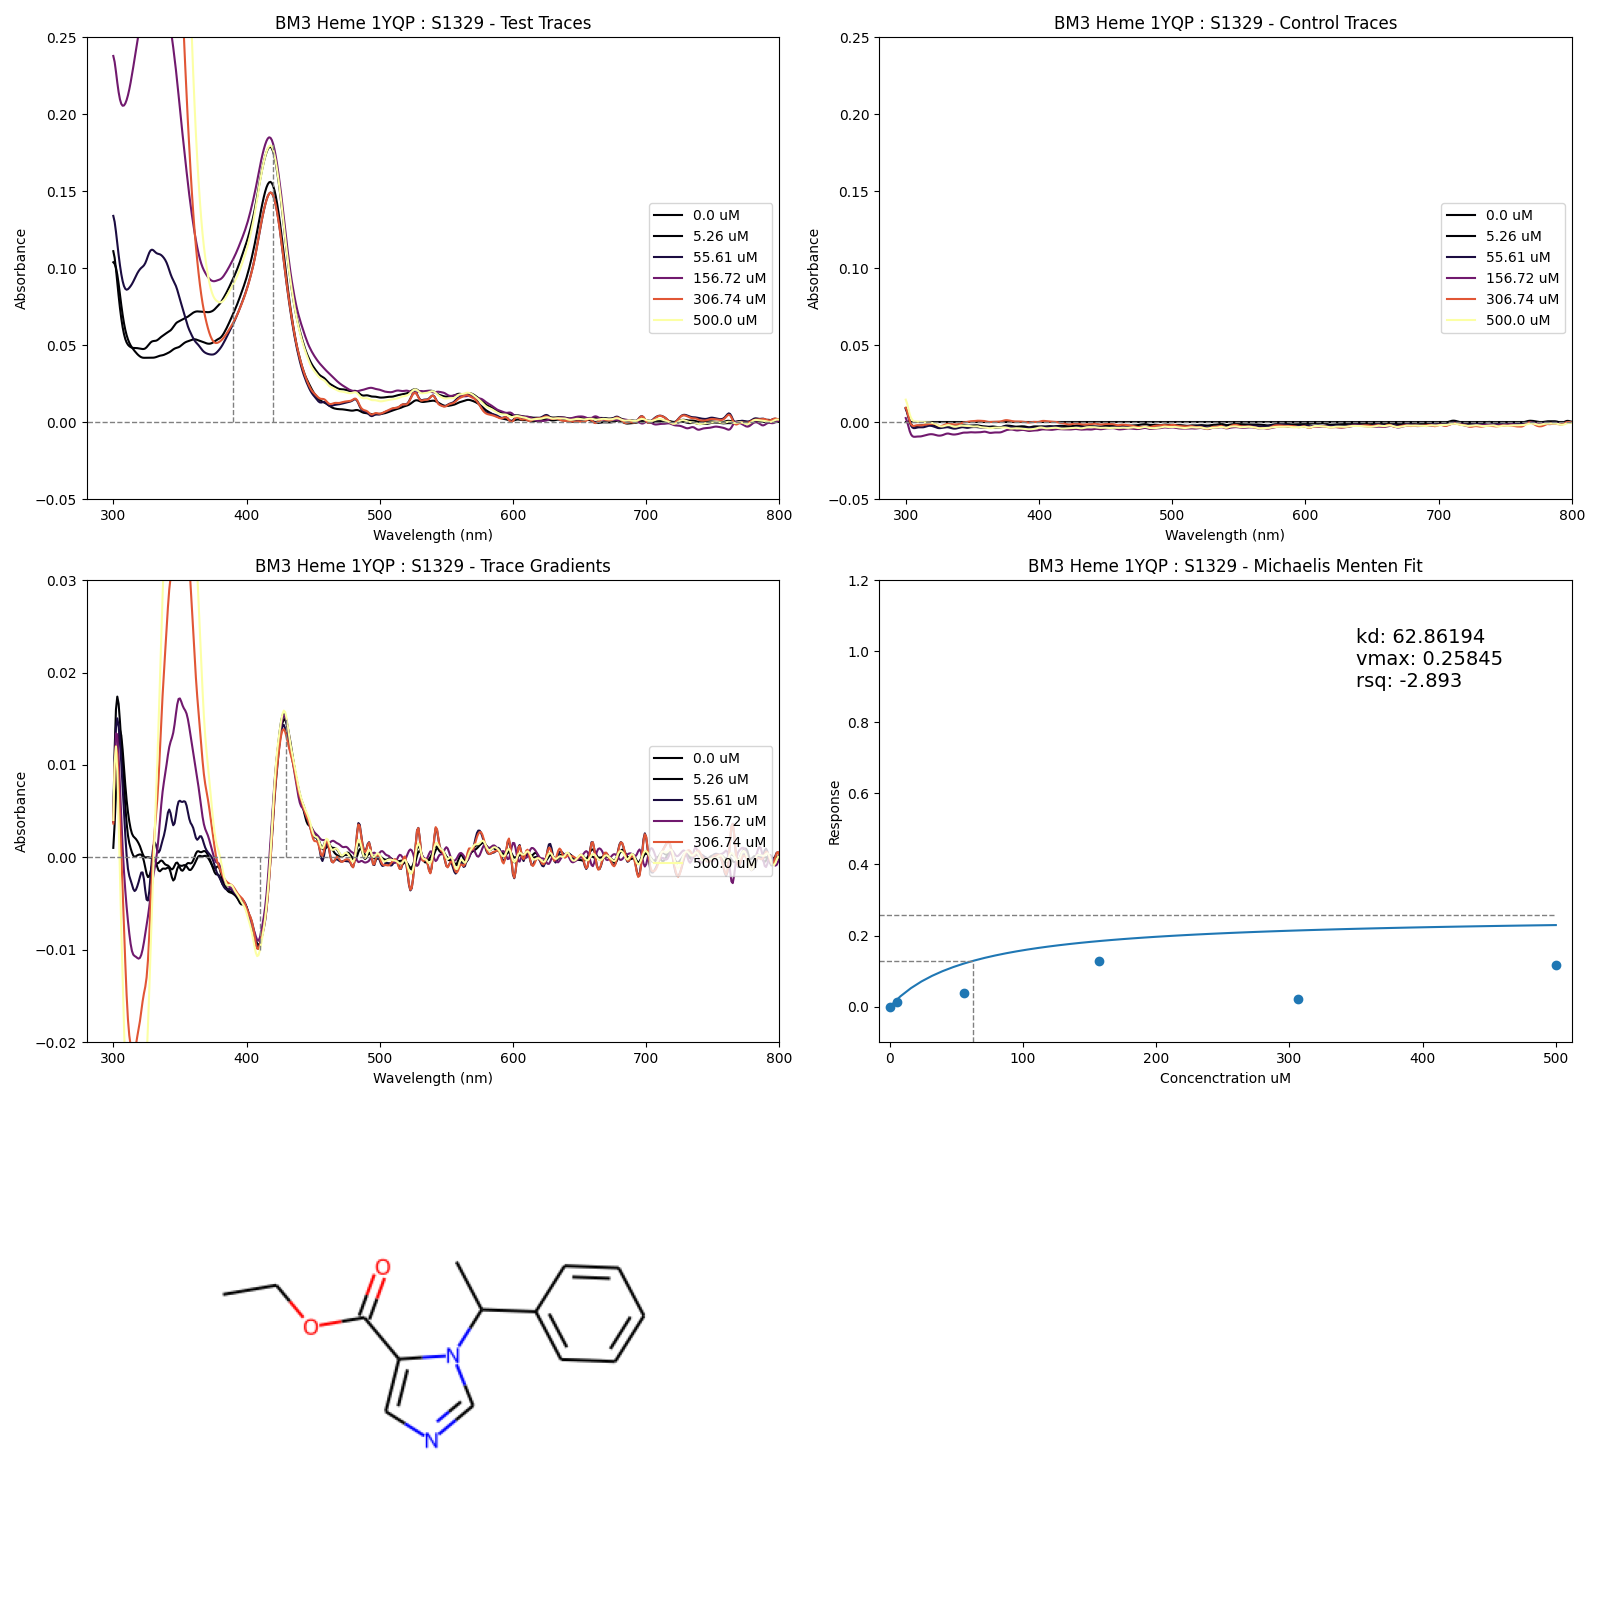 BM3 Heme 1YQP : S1329 - Test Traces
0.25
0.20
0.15
0.10
0.05
0.00
−0.05
Absorbance
300
400
500
600
700
800
Wavelength (nm)
0.0 uM
5.26 uM
55.61 uM
156.72 uM
306.74 uM
500.0 uM
BM3 Heme 1YQP : S1329 - Control Traces
0.25
0.20
0.15
0.10
0.05
0.00
−0.05
Absorbance
300
400
500
600
700
800
Wavelength (nm)
0.0 uM
5.26 uM
55.61 uM
156.72 uM
306.74 uM
500.0 uM
BM3 Heme 1YQP : S1329 - Trace Gradients
0.03
0.02
0.01
0.00
−0.01
−0.02
Absorbance
300
400
500
600
700
800
Wavelength (nm)
0.0 uM
5.26 uM
55.61 uM
156.72 uM
306.74 uM
500.0 uM
BM3 Heme 1YQP : S1329 - Michaelis Menten Fit
1.2
1.0
0.8
0.6
0.4
0.2
0.0
Response
kd: 62.86194
vmax: 0.25845
rsq: -2.893
0
100
200
300
400
500
Concenctration uM
O
O
N
N